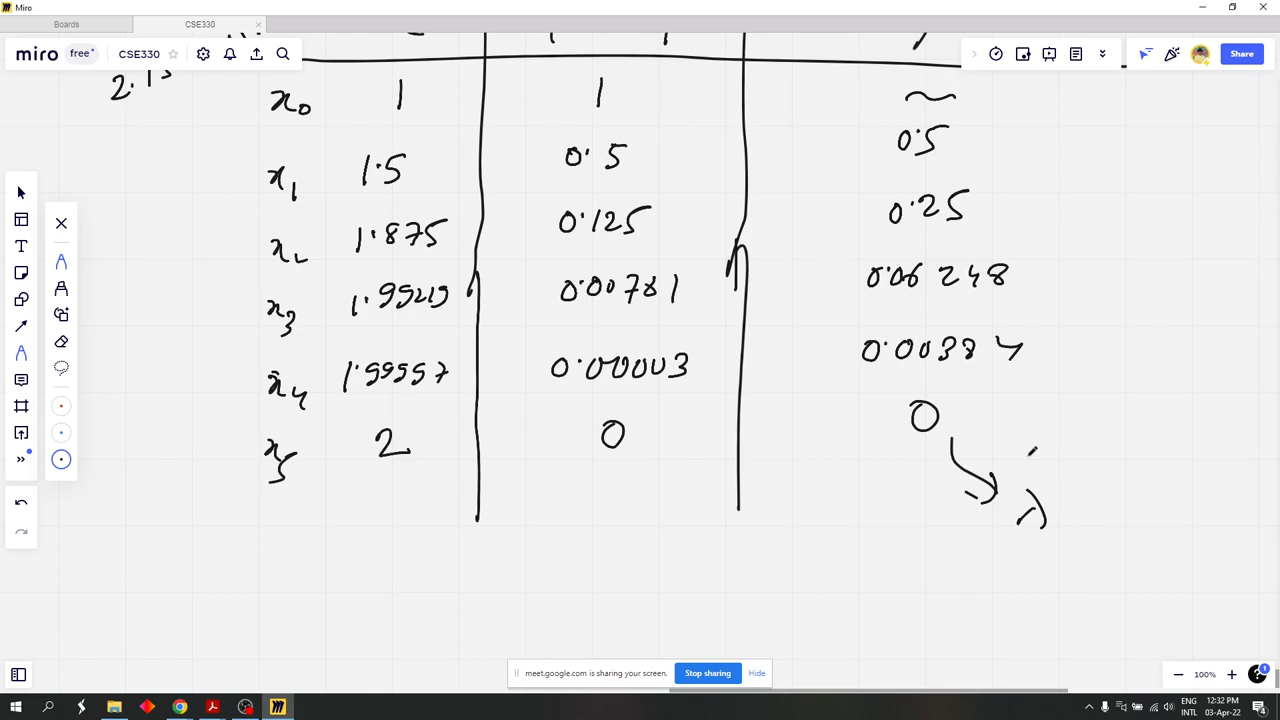 Miro
Boards
CSE330
miro free CSE330
Share
2.15
x0 1 1 ~
x1 1.5 0.5 0.5
x2 1.875 0.125 0.25
x3 1.99219 0.00781 0.06248
x4 1.99997 0.00003 0.00384
x5 2 0 0
λ
meet.google.com is sharing your screen. Stop sharing Hide
100%
1
ENG 12:32 PM
INTL 03-Apr-22
4